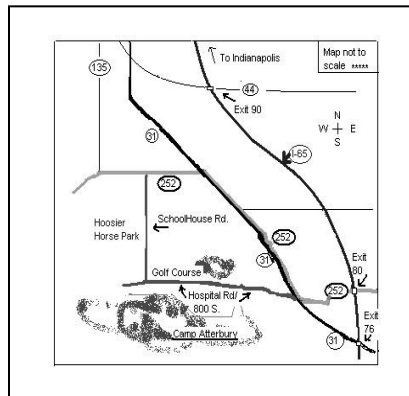 To Indianapolis
Map not to
scale *****
135
44
Exit 90
N
W E
S
31
I-65
252
SchoolHouse Rd.
Hoosier
Horse Park
252
31
Exit
80
Golf Course
252
Hospital Rd/
800 S.
Camp Atterbury
Exit
76
31